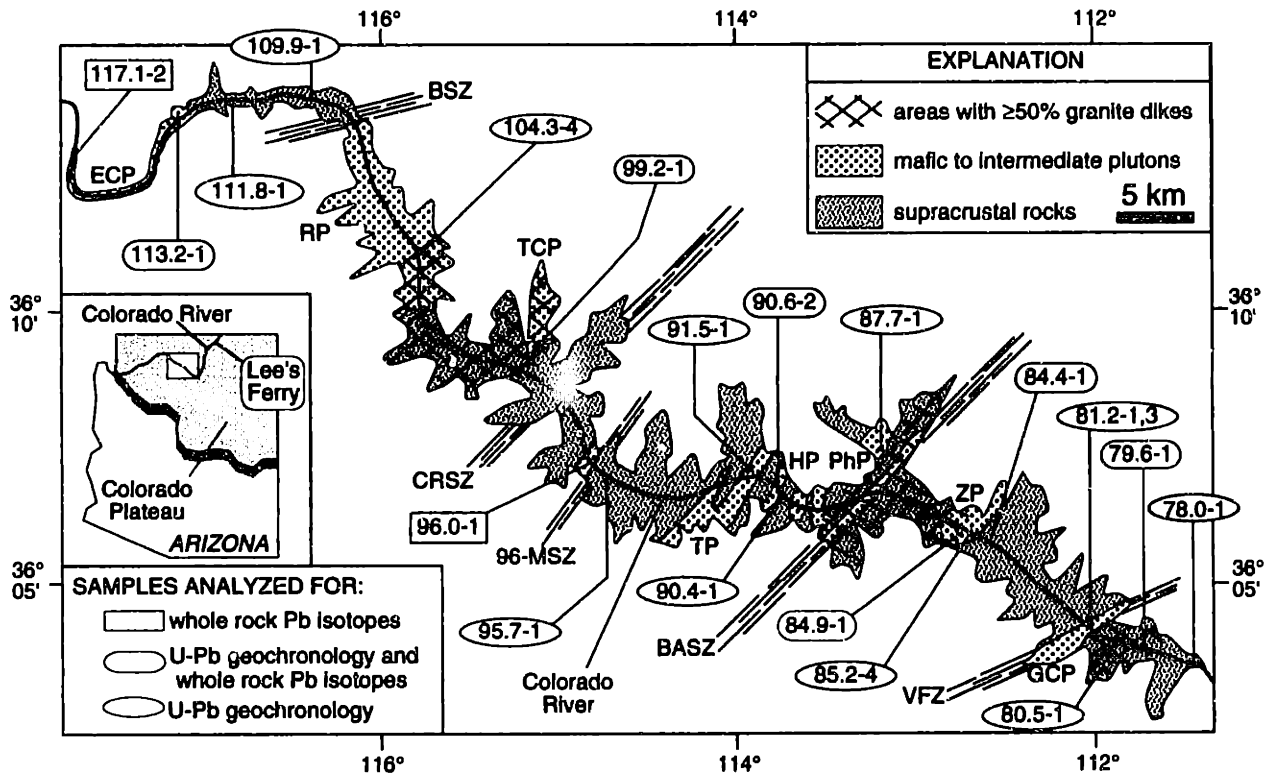 116°
114°
112°
109.9-1
117.1-2
BSZ
104.3-4
99.2-1
ECP
111.8-1
113.2-1
RP
TCP
EXPLANATION
areas with ≥50% granite dikes
mafic to intermediate plutons
5 km
supracrustal rocks
36°
10'
36°
10'
90.6-2
91.5-1
87.7-1
84.4-1
81.2-1,3
79.6-1
78.0-1
Colorado River
Lee's
Ferry
Colorado
Plateau
ARIZONA
CRSZ
HP PhP
ZP
96.0-1
96-MSZ
TP
36°
05'
36°
05'
SAMPLES ANALYZED FOR:
whole rock Pb isotopes
U-Pb geochronology and
whole rock Pb isotopes
U-Pb geochronology
90.4-1
95.7-1
84.9-1
BASZ
85.2-4
Colorado
River
VFZ
GCP
80.5-1
116°
114°
112°